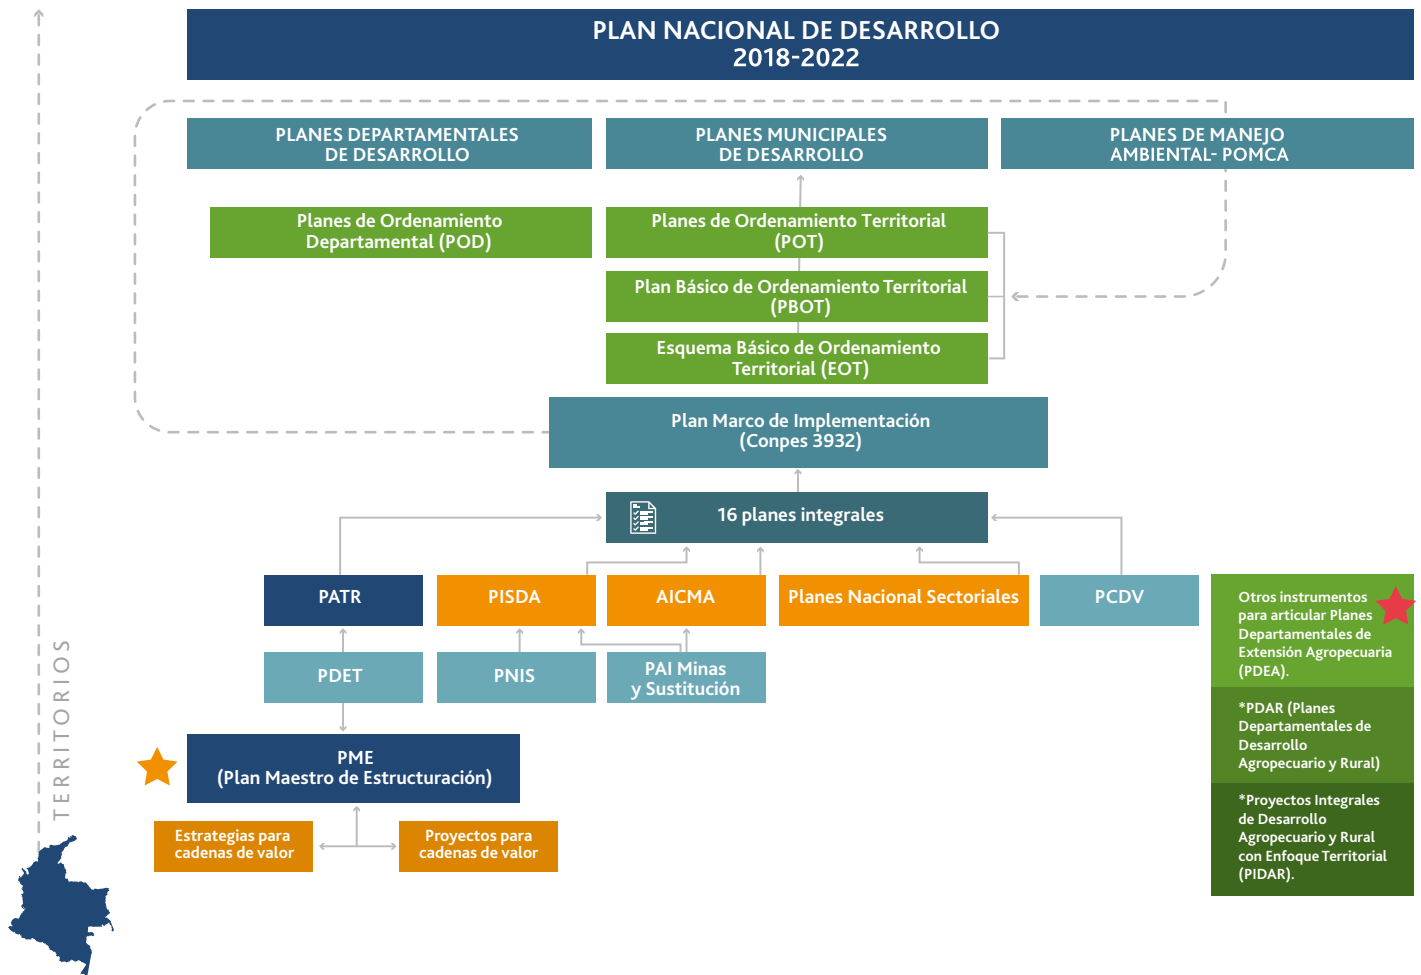 PLAN NACIONAL DE DESARROLLO
2018-2022
PLANES DEPARTAMENTALES
DE DESARROLLO
PLANES MUNICIPALES
DE DESARROLLO
PLANES DE MANEJO
AMBIENTAL- POMCA
Planes de Ordenamiento
Departamental (POD)
Planes de Ordenamiento Territorial
(POT)
Plan Básico de Ordenamiento Territorial
(PBOT)
Esquema Básico de Ordenamiento
Territorial (EOT)
Plan Marco de Implementación
(Conpes 3932)
16 planes integrales
PATR
PISDA
AICMA
Planes Nacional Sectoriales
PCDV
PDET
PNIS
PAI Minas
y Sustitución
PME
(Plan Maestro de Estructuración)
Estrategias para
cadenas de valor
Proyectos para
cadenas de valor
Otros instrumentos
para articular Planes
Departamentales de
Extensión Agropecuaria
(PDEA).
*PDAR (Planes
Departamentales de
Desarrollo
Agropecuario y Rural)
*Proyectos Integrales
de Desarrollo
Agropecuario y Rural
con Enfoque Territorial
(PIDAR).
TERRITORIOS